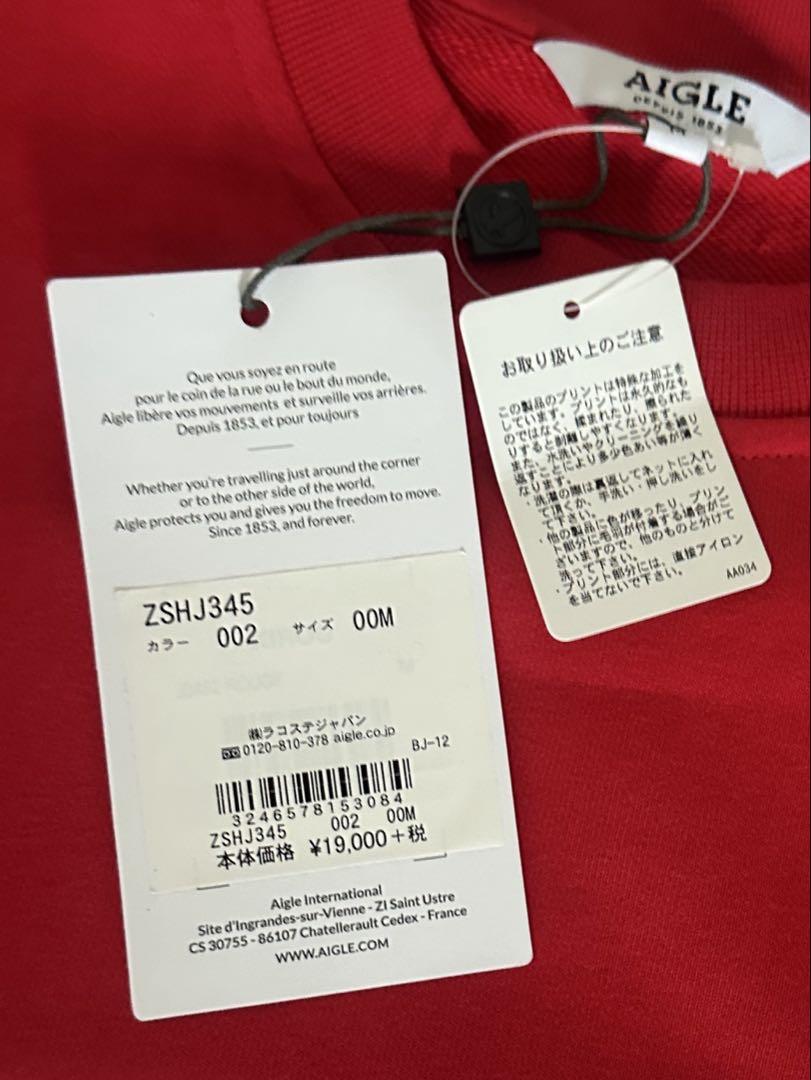 AIGLE
DEPUIS 1853
Que vous soyez en route
pour le coin de la rue ou le bout du monde,
Aigle libère vos mouvements et surveille vos arrières.
Depuis 1853, et pour toujours
Whether you're travelling just around the corner
or to the other side of the world,
Aigle protects you and gives you the freedom to move.
Since 1853, and forever.
ZSHJ345
カラー 002 サイズ 00M
㈱ラコステジャパン
0120-810-378 aigle.co.jp
BJ-12
3246578153084
ZSHJ345 002 00M
本体価格 ¥19,000+税
Aigle International
Site d'Ingrandes-sur-Vienne - ZI Saint Ustre
CS 30755 - 86107 Chatellerault Cedex - France
WWW.AIGLE.COM
お取り扱い上のご注意
この製品のプリントは特殊な加工を
しています。プリントは永久的なも
のではなく、揉まれたり、擦られた
りすると剥離しやすくなります。
また、水洗いやクリーニングを繰り
返すことにより多少色あい等が薄く
なります。
・洗濯の際は裏返してネットに入れ
て頂くか、手洗い・押し洗いをし
て下さい。
・他の製品に色が移ったり、プリン
ト部分に毛羽が付着する場合がご
ざいますので、他のものと分けて
洗って下さい。
・プリント部分には、直接アイロン
を当てないで下さい。
AA034